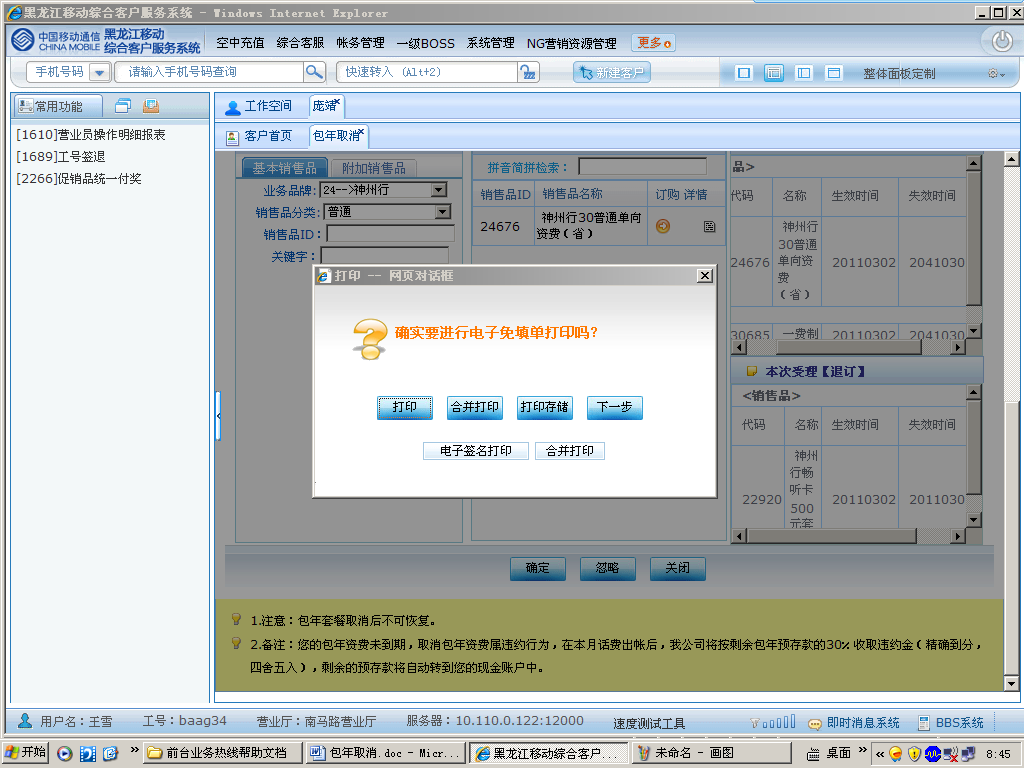 黑龙江移动综合客户服务系统 - Windows Internet Explorer
中国移动通信 CHINA MOBILE 黑龙江移动 综合客户服务系统
空中充值 综合客服 帐务管理 一级BOSS 系统管理 NG营销资源管理 更多
手机号码 请输入手机号码查询 快速转入 (Alt+2) 新建客户 整体面板定制
常用功能
[1610]营业员操作明细报表
[1689]工号签退
[2266]促销品统一付奖
工作空间
客户首页 包年取消
基本销售品 附加销售品
业务品牌: 24-->神州行
销售品分类: 普通
销售品ID:
关键字:
拼音简拼检索:
销售品ID 销售品名称 订购 详情
24676 神州行30普通单向资费(省)
品>
代码 名称 生效时间 失效时间
24676 神州行30普通单向资费(省) 20110302 2041030
30685 一费制 20110302 2041030
本次受理【退订】
<销售品>
代码 名称 生效时间 失效时间
22920 神州行畅听卡500元套 20110302 2011030
打印 -- 网页对话框
确实要进行电子免填单打印吗?
打印 合并打印 打印存储 下一步
电子签名打印 合并打印
确定 忽略 关闭
1.注意:包年套餐取消后不可恢复。
2.备注:您的包年资费未到期,取消包年资费属违约行为,在本月话费出帐后,我公司将按剩余包年预存款的30%收取违约金(精确到分,
四舍五入),剩余的预存款将自动转到您的现金账户中。
用户名:王雪 工号:baag34 营业厅:南马路营业厅 服务器:10.110.0.122:12000 速度测试工具 即时消息系统 BBS系统
开始 » 前台业务热线帮助文档 包年取消.doc - Micr... 黑龙江移动综合客户... 未命名 - 画图 桌面 » « 8:45